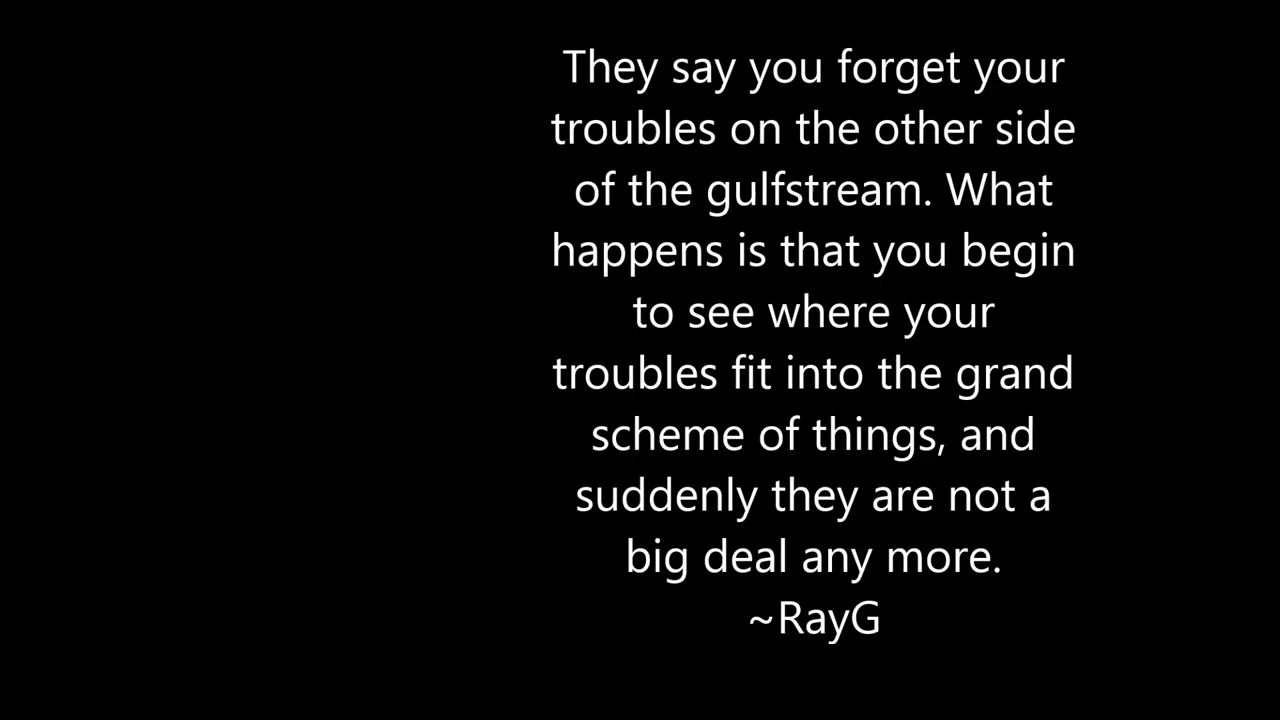 They say you forget your
troubles on the other side
of the gulfstream. What
happens is that you begin
to see where your
troubles fit into the grand
scheme of things, and
suddenly they are not a
big deal any more.
~RayG